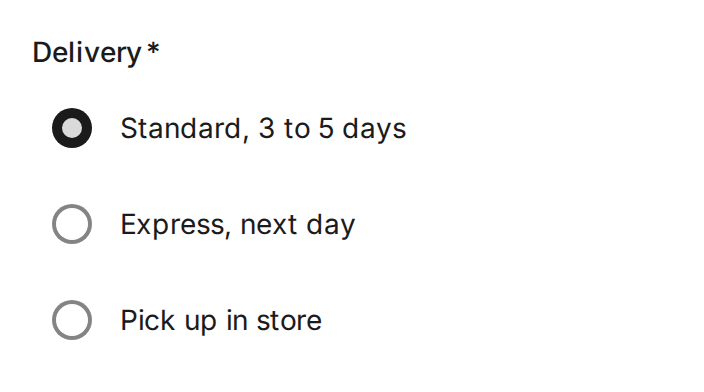 Delivery*
Standard, 3 to 5 days
Express, next day
Pick up in store